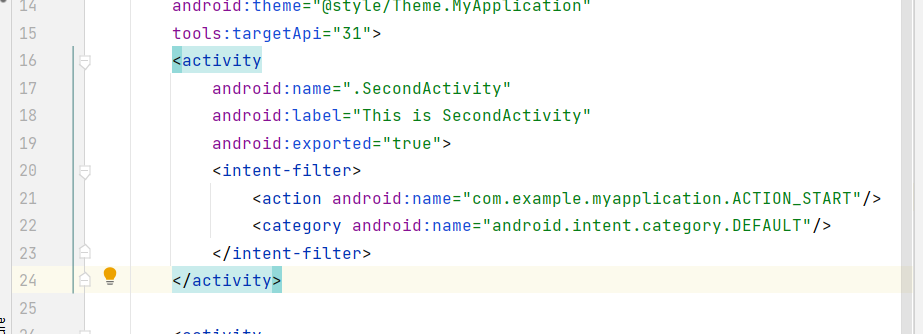 14 android:theme="@style/Theme.MyApplication"
15 tools:targetApi="31">
16 <activity
17 android:name=".SecondActivity"
18 android:label="This is SecondActivity"
19 android:exported="true">
20 <intent-filter>
21 <action android:name="com.example.myapplication.ACTION_START"/>
22 <category android:name="android.intent.category.DEFAULT"/>
23 </intent-filter>
24 </activity>
25
<activity